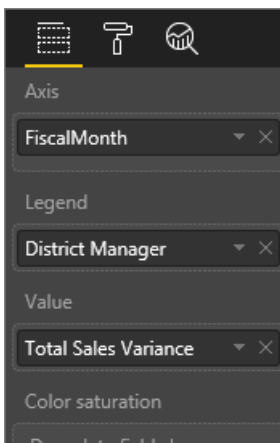 Axis
FiscalMonth
Legend
District Manager
Value
Total Sales Variance
Color saturation